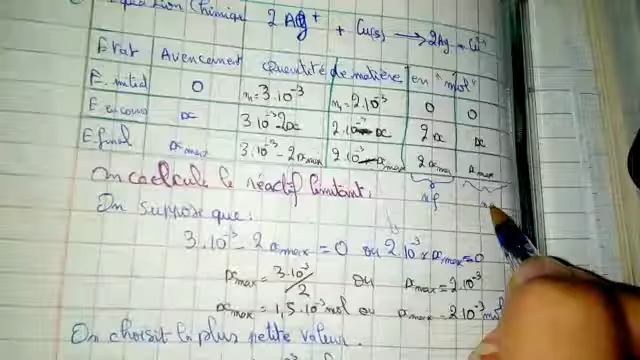 Equation chimique 2Ag⁺ + Cu(s) → 2Ag + Cu²⁺
Etat Avancement Quantité de matière en "mol"
E. initial 0 n₁=3.10⁻³ n₂=2.10⁻³ 0 0
E e cours x 3.10⁻³-2x 2.10⁻³-x 2x x
E final xmax 3.10⁻³-2xmax 2.10⁻³-xmax 2xmax xmax
On caclcule le réactif limitant.
nf
On suppose que:
3.10⁻³-2xmax=0 ou 2.10⁻³-xmax=0
xmax=3.10⁻³/2 ou xmax=2.10⁻³
xmax=1,5.10⁻³mol ou xmax=2.10⁻³mol
On choisit la plus petite valeur.